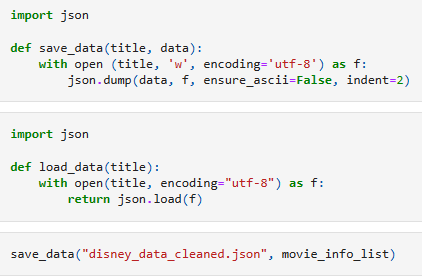 import json
def save_data(title, data):
    with open (title, 'w', encoding='utf-8') as f:
        json.dump(data, f, ensure_ascii=False, indent=2)
import json
def load_data(title):
    with open(title, encoding="utf-8") as f:
        return json.load(f)
save_data("disney_data_cleaned.json", movie_info_list)